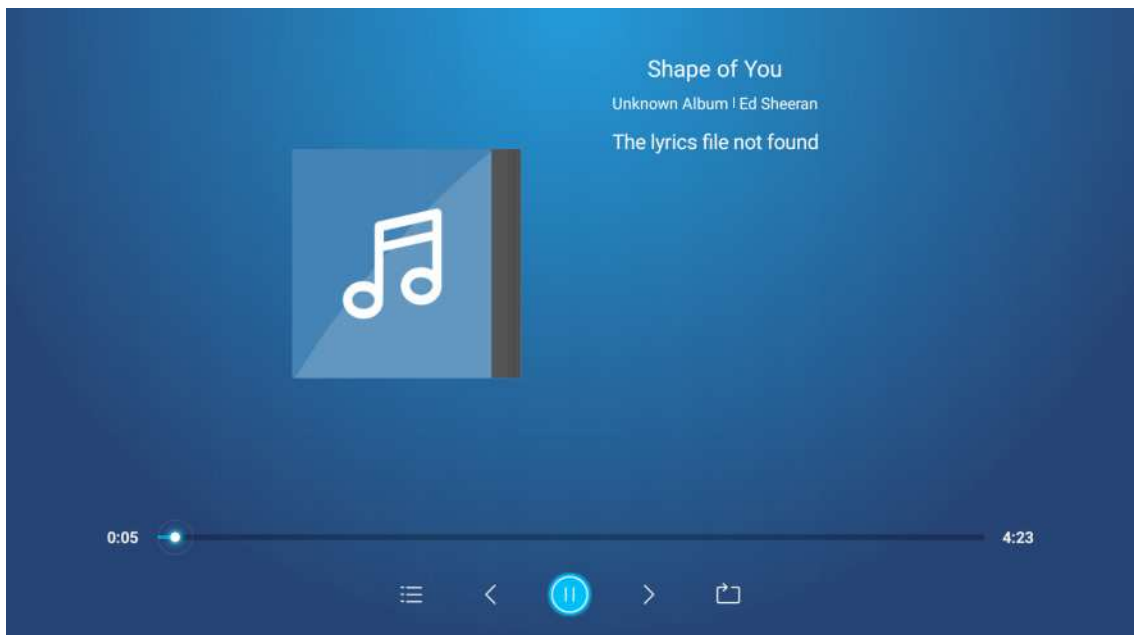 Shape of You
Unknown Album | Ed Sheeran
The lyrics file not found
0:05
4:23